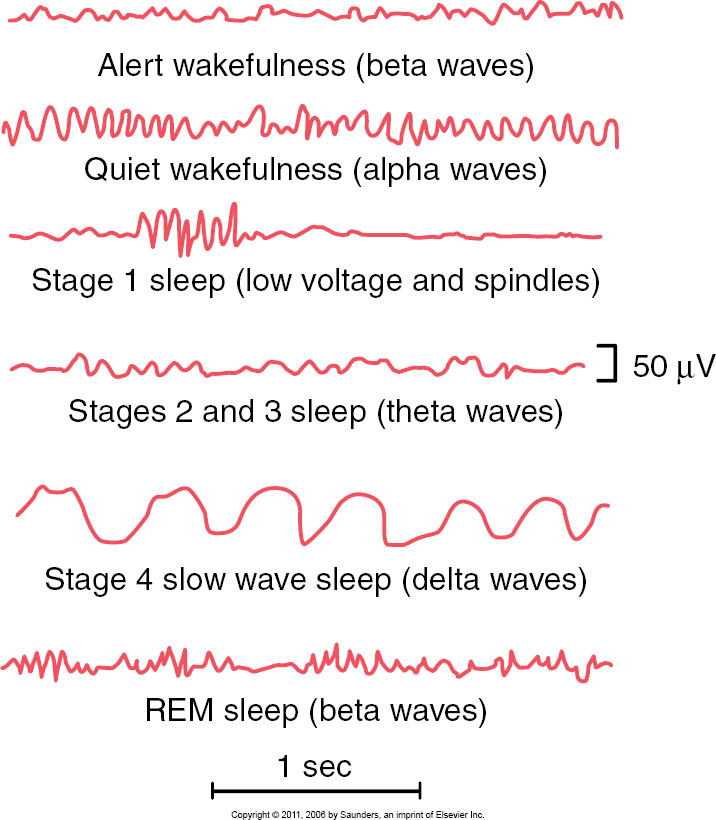 Alert wakefulness (beta waves)
Quiet wakefulness (alpha waves)
Stage 1 sleep (low voltage and spindles)
50 μV
Stages 2 and 3 sleep (theta waves)
Stage 4 slow wave sleep (delta waves)
REM sleep (beta waves)
1 sec
Copyright © 2011, 2006 by Saunders, an imprint of Elsevier Inc.